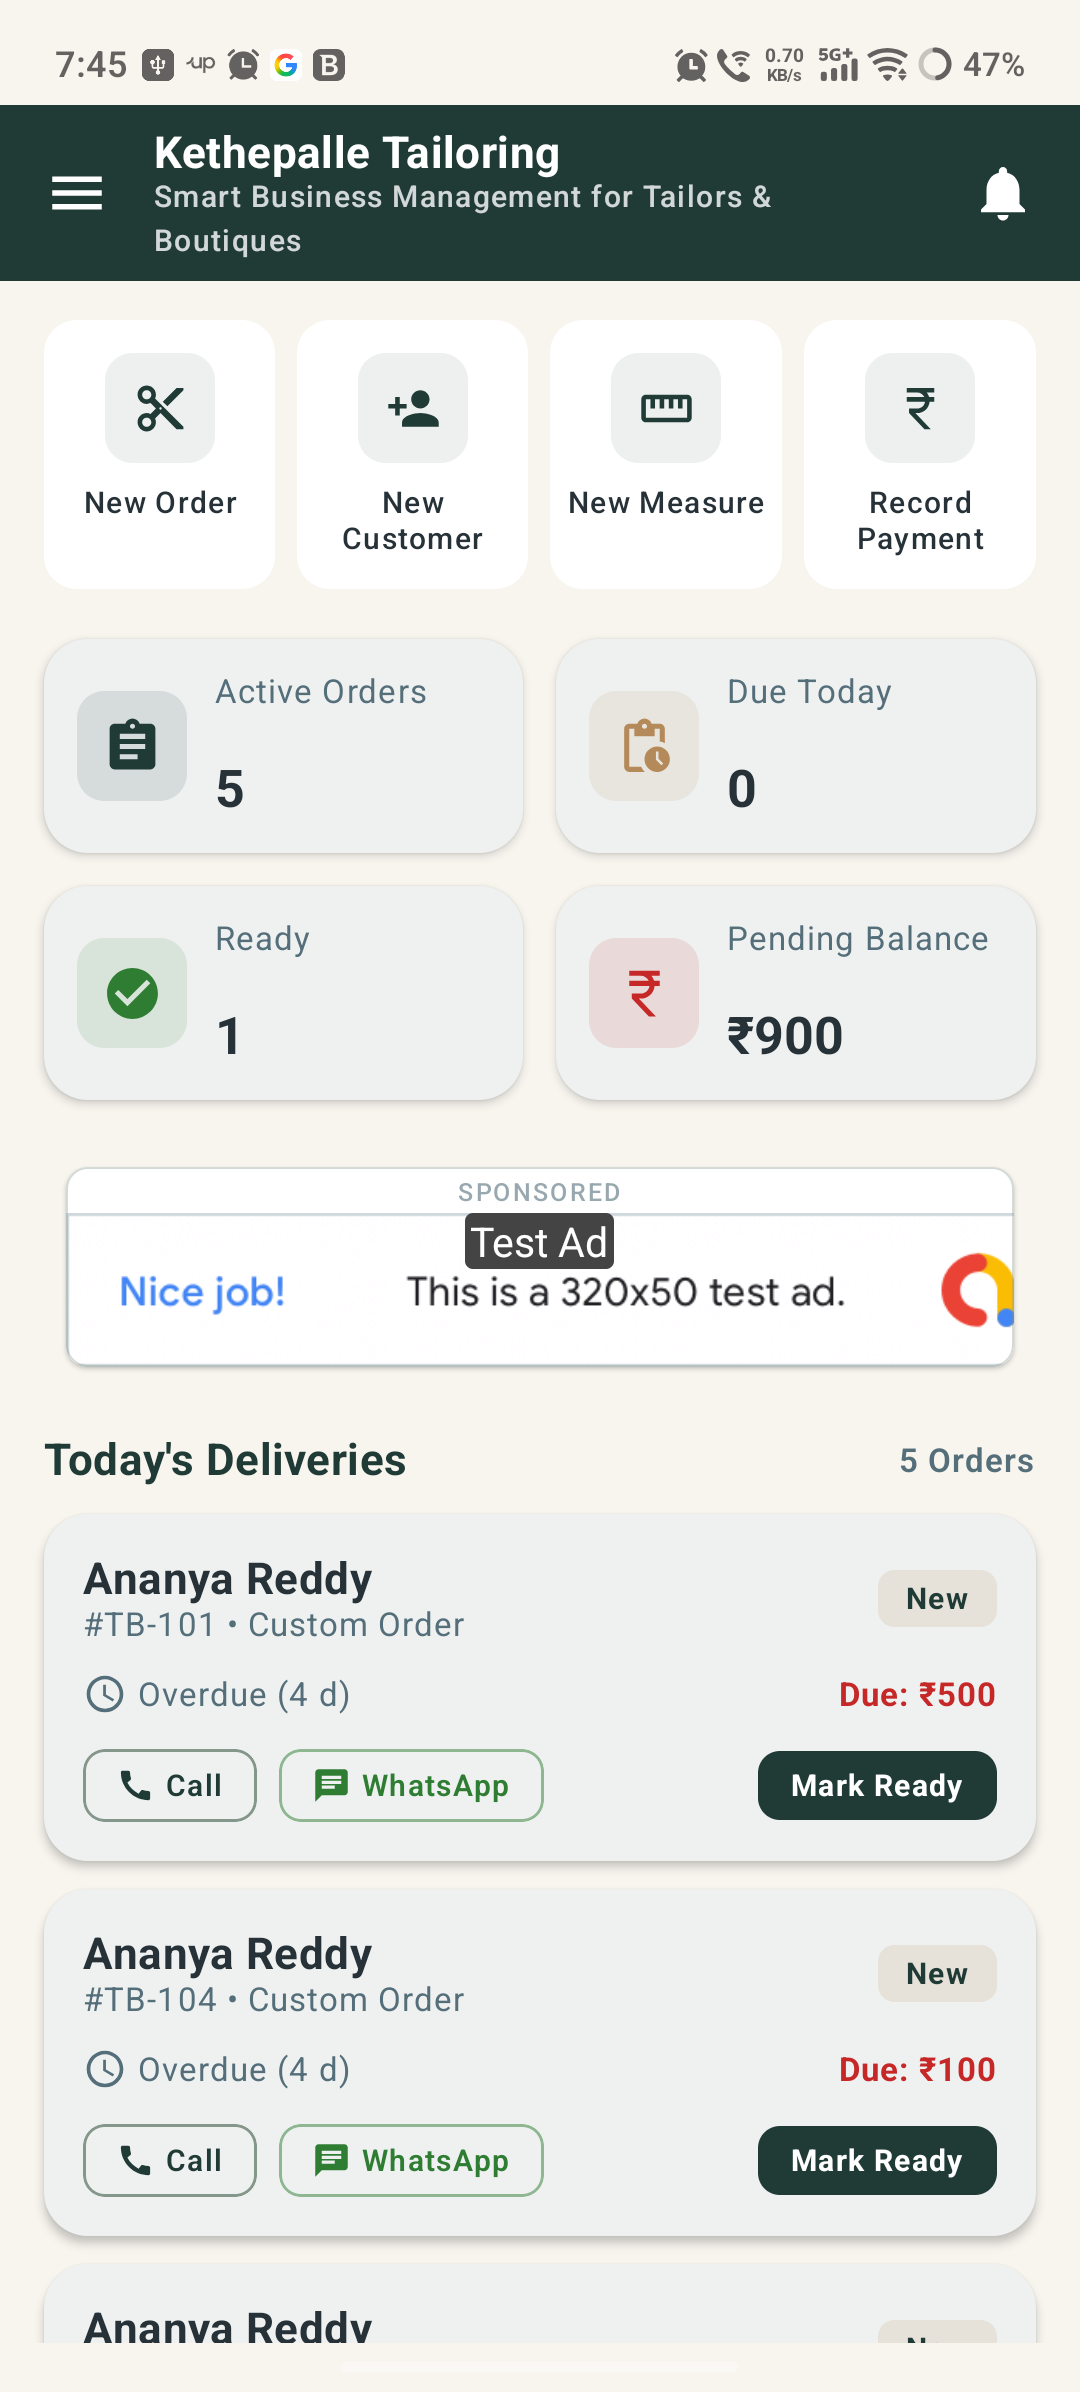 7:45
up
G
B
0.70
KB/s
5G+
47%
Kethepalle Tailoring
Smart Business Management for Tailors &
Boutiques
New Order
New
Customer
New Measure
₹
Record
Payment
Active Orders
5
Due Today
0
Ready
1
₹
Pending Balance
₹900
SPONSORED
Test Ad
Nice job!
This is a 320x50 test ad.
Today's Deliveries
5 Orders
Ananya Reddy
New
#TB-101 • Custom Order
Overdue (4 d)
Due: ₹500
Call
WhatsApp
Mark Ready
Ananya Reddy
New
#TB-104 • Custom Order
Overdue (4 d)
Due: ₹100
Call
WhatsApp
Mark Ready
Ananya Reddy